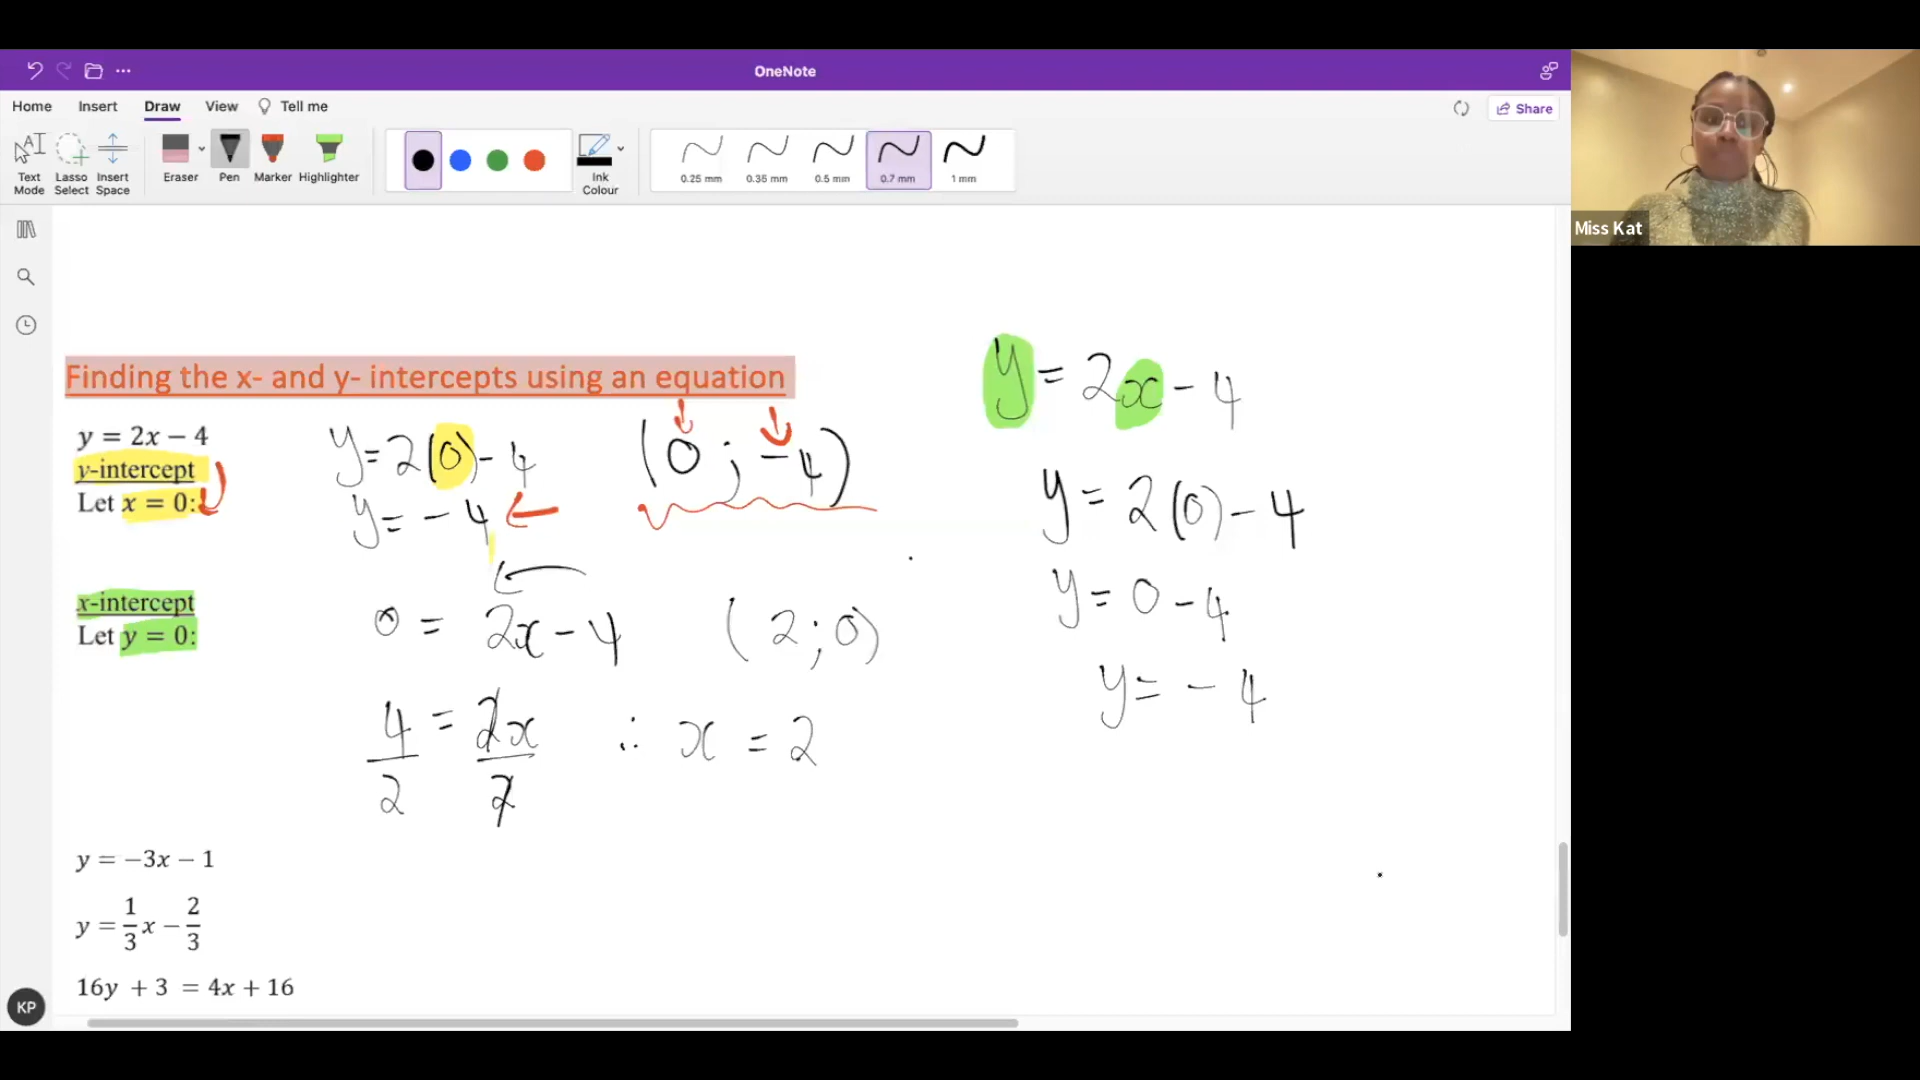 OneNote
Home Insert Draw View Tell me
Share
Text Mode
Lasso Select
Insert Space
Eraser
Pen
Marker
Highlighter
Ink Colour
0.25 mm
0.35 mm
0.5 mm
0.7 mm
1 mm
Miss Kat
Finding the x- and y- intercepts using an equation
y = 2x − 4
y-intercept
Let x = 0:
y = 2(0) - 4
y = -4
(0 ; -4)
x-intercept
Let y = 0:
0 = 2x - 4
(2 ; 0)
4/2 = 2x/2 ∴ x = 2
y = 2x - 4
y = 2(0) - 4
y = 0 - 4
y = - 4
y = −3x − 1
y = 1/3 x − 2/3
16y + 3 = 4x + 16
KP